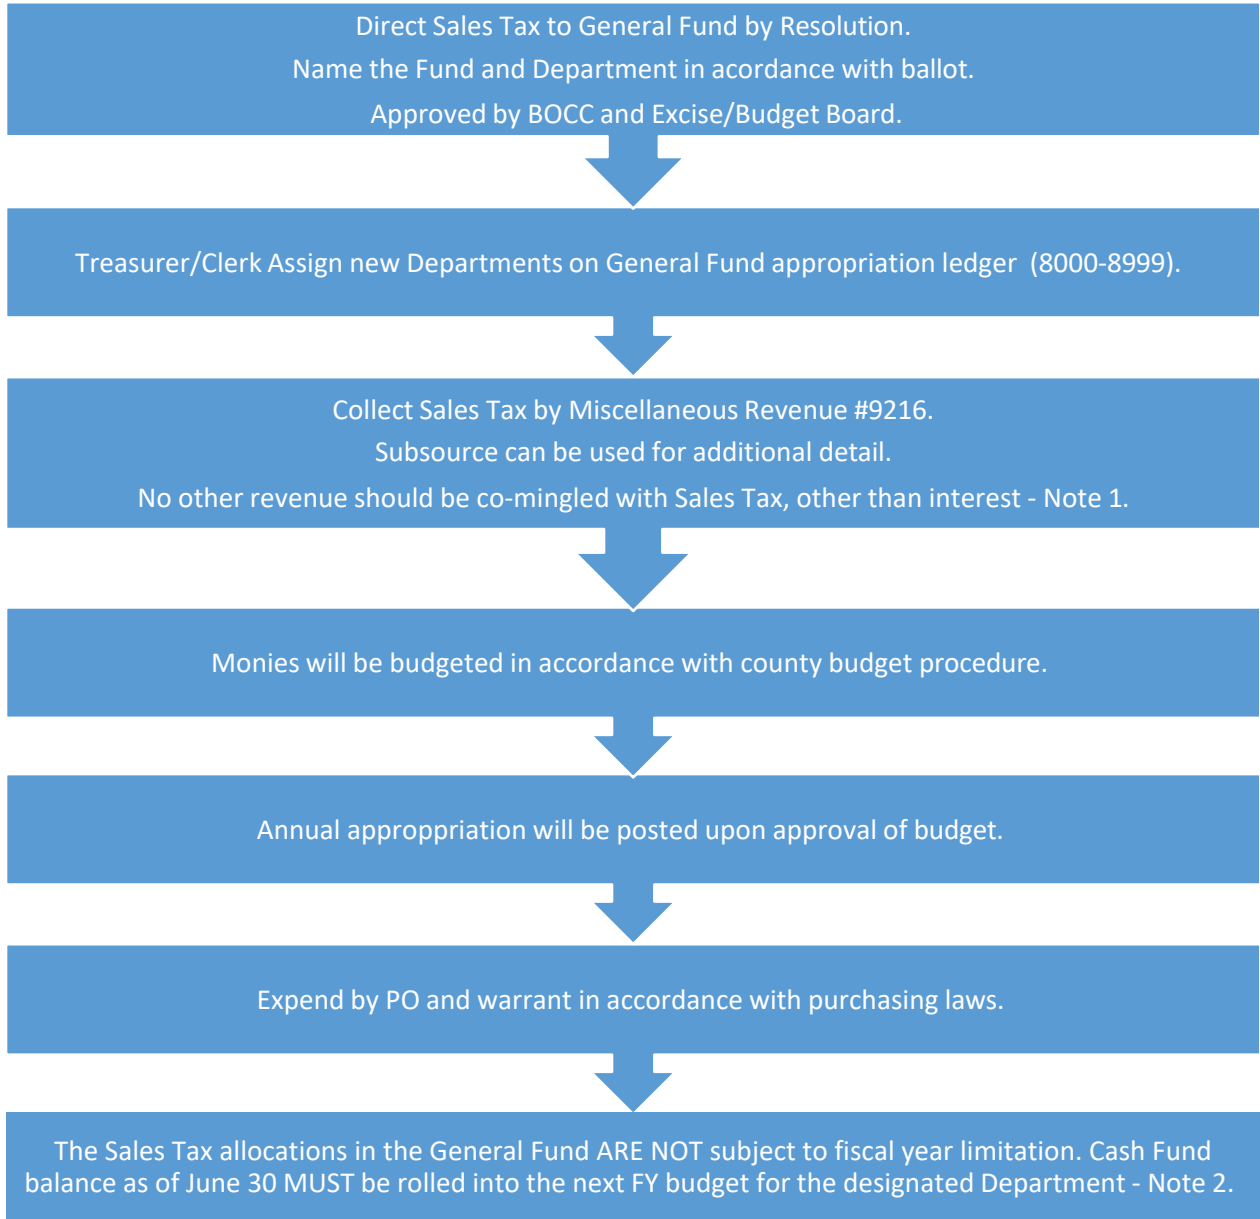 Direct Sales Tax to General Fund by Resolution.
Name the Fund and Department in acordance with ballot.
Approved by BOCC and Excise/Budget Board.
Treasurer/Clerk Assign new Departments on General Fund appropriation ledger (8000-8999).
Collect Sales Tax by Miscellaneous Revenue #9216.
Subsource can be used for additional detail.
No other revenue should be co-mingled with Sales Tax, other than interest - Note 1.
Monies will be budgeted in accordance with county budget procedure.
Annual approppriation will be posted upon approval of budget.
Expend by PO and warrant in accordance with purchasing laws.
The Sales Tax allocations in the General Fund ARE NOT subject to fiscal year limitation. Cash Fund
balance as of June 30 MUST be rolled into the next FY budget for the designated Department - Note 2.